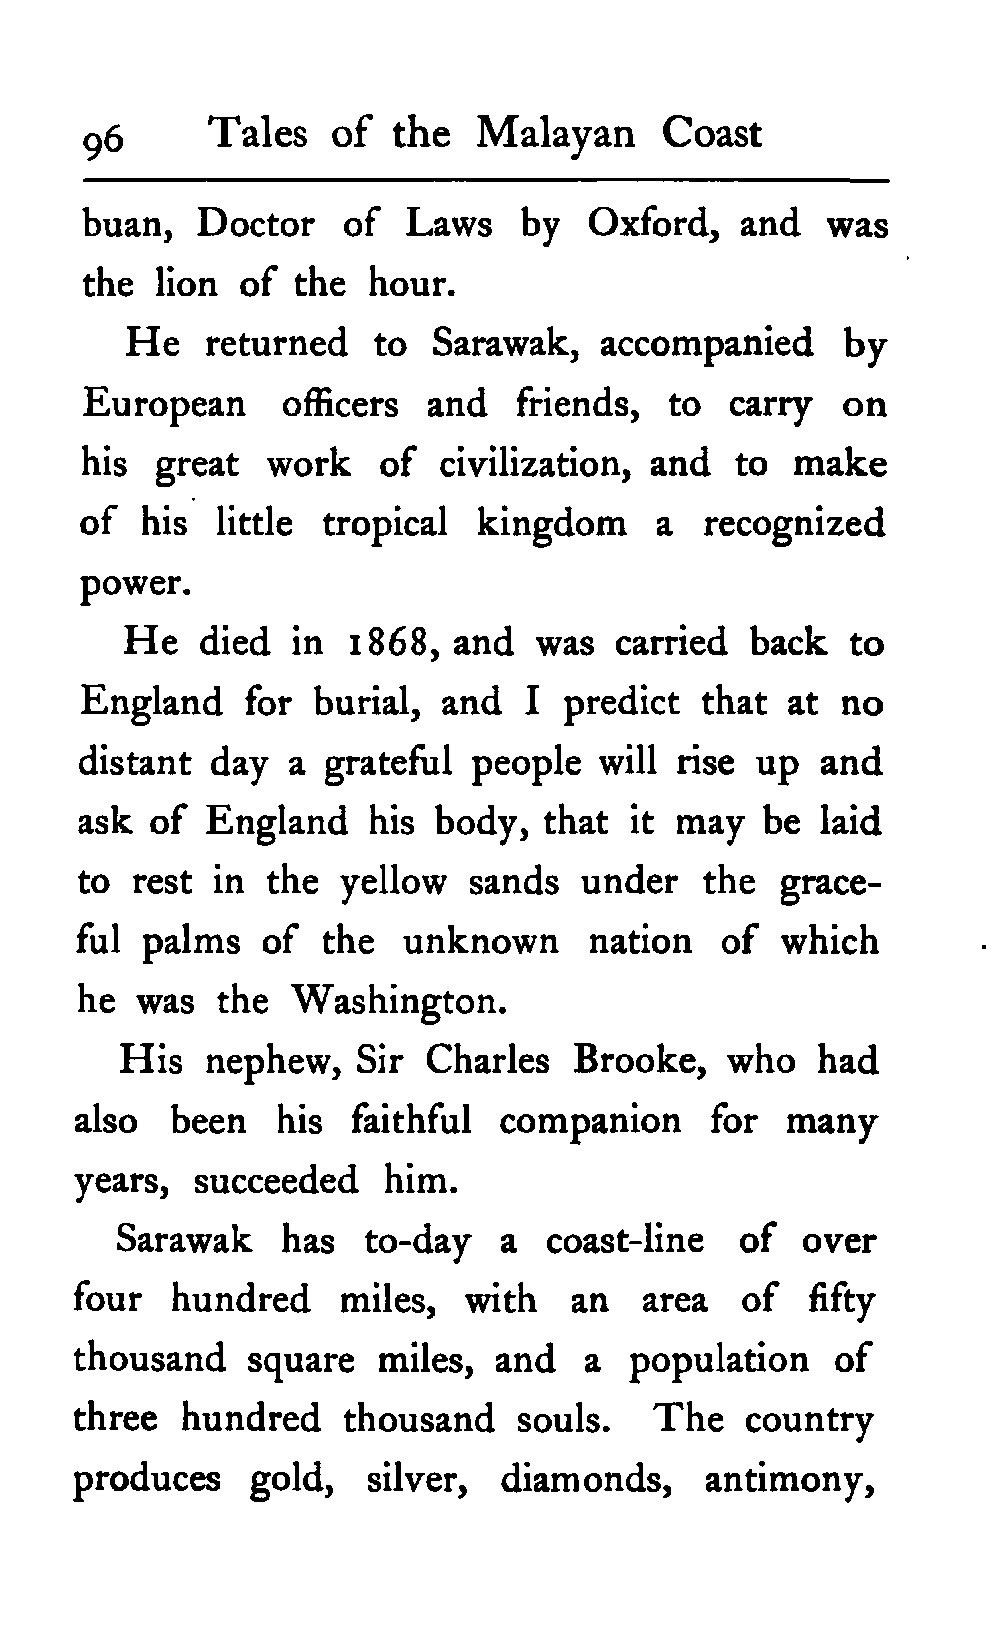 96 Tales of the Malayan Coast
buan, Doctor of Laws by Oxford, and was
the lion of the hour.
He returned to Sarawak, accompanied by
European officers and friends, to carry on
his great work of civilization, and to make
of his little tropical kingdom a recognized
power.
He died in 1868, and was carried back to
England for burial, and I predict that at no
distant day a grateful people will rise up and
ask of England his body, that it may be laid
to rest in the yellow sands under the grace-
ful palms of the unknown nation of which
he was the Washington.
His nephew, Sir Charles Brooke, who had
also been his faithful companion for many
years, succeeded him.
Sarawak has to-day a coast-line of over
four hundred miles, with an area of fifty
thousand square miles, and a population of
three hundred thousand souls. The country
produces gold, silver, diamonds, antimony,